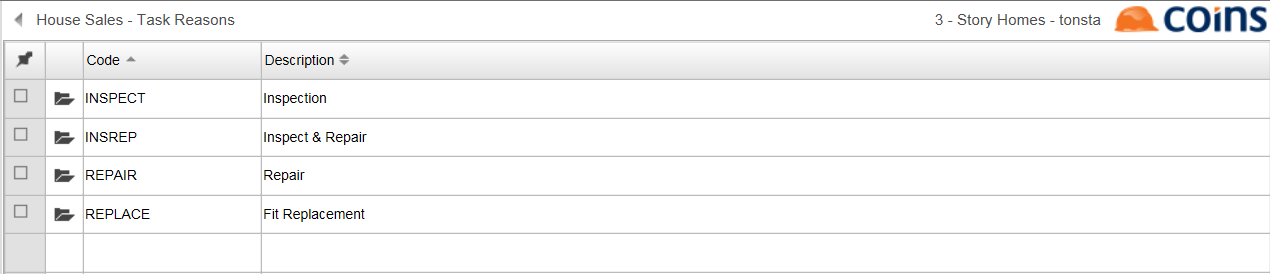 House Sales - Task Reasons 3 - Story Homes - tonsta coins
Code Description
INSPECT Inspection
INSREP Inspect & Repair
REPAIR Repair
REPLACE Fit Replacement